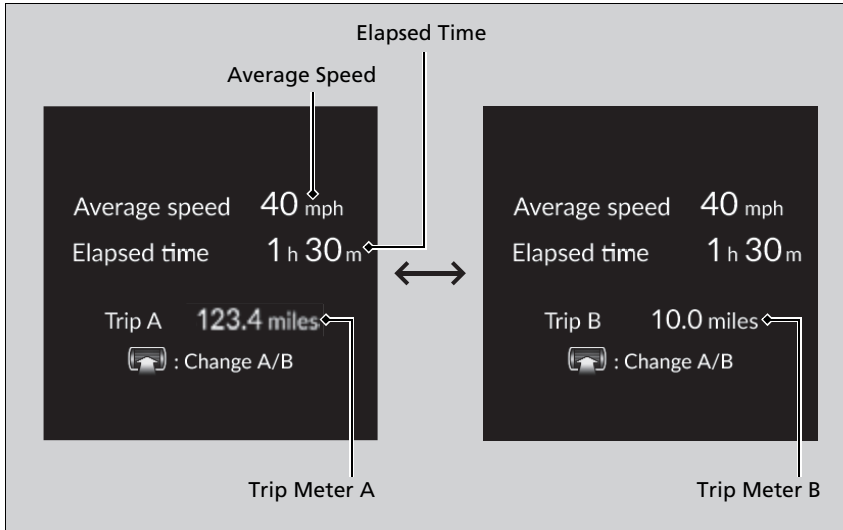 Elapsed Time
Average Speed
Average speed 40 mph
Elapsed time 1 h 30 m
Trip A 123.4 miles
: Change A/B
Average speed 40 mph
Elapsed time 1 h 30 m
Trip B 10.0 miles
: Change A/B
Trip Meter A
Trip Meter B